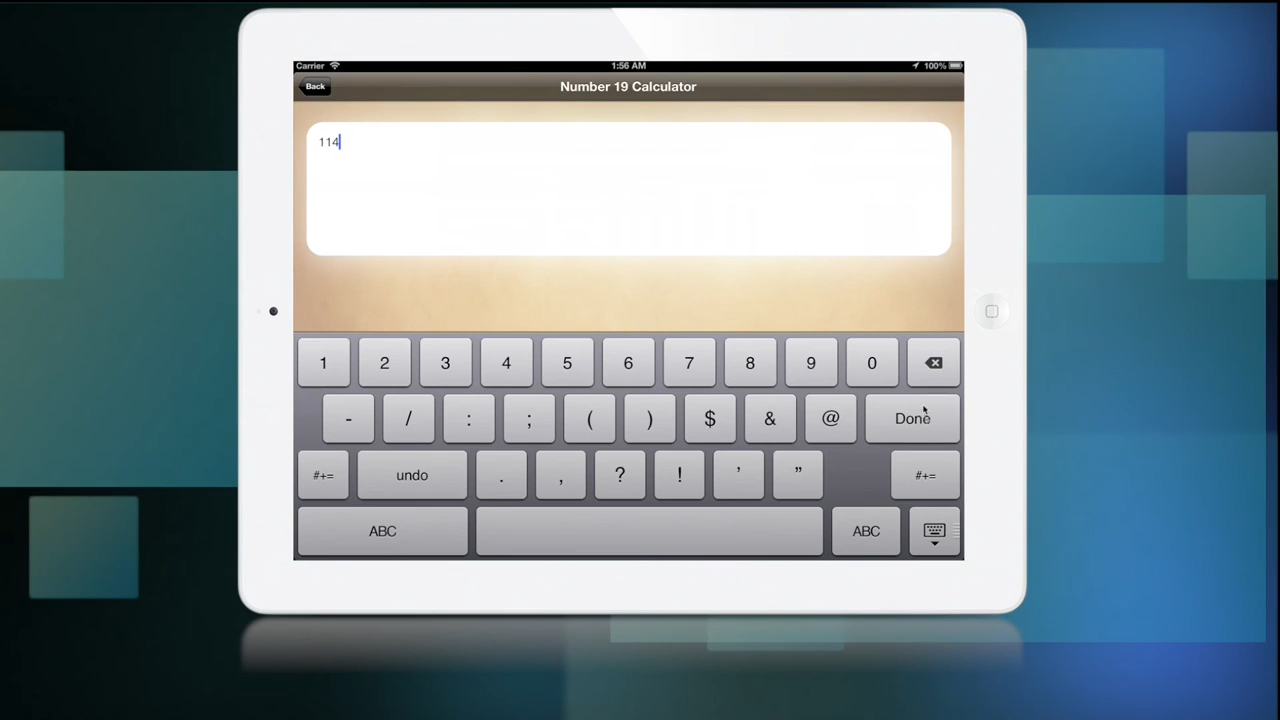 Carrier 1:56 AM 100%
Back Number 19 Calculator
114
1 2 3 4 5 6 7 8 9 0
- / : ; ( ) $ & @ Done
#+= undo . , ? ! ’ ” #+=
ABC ABC